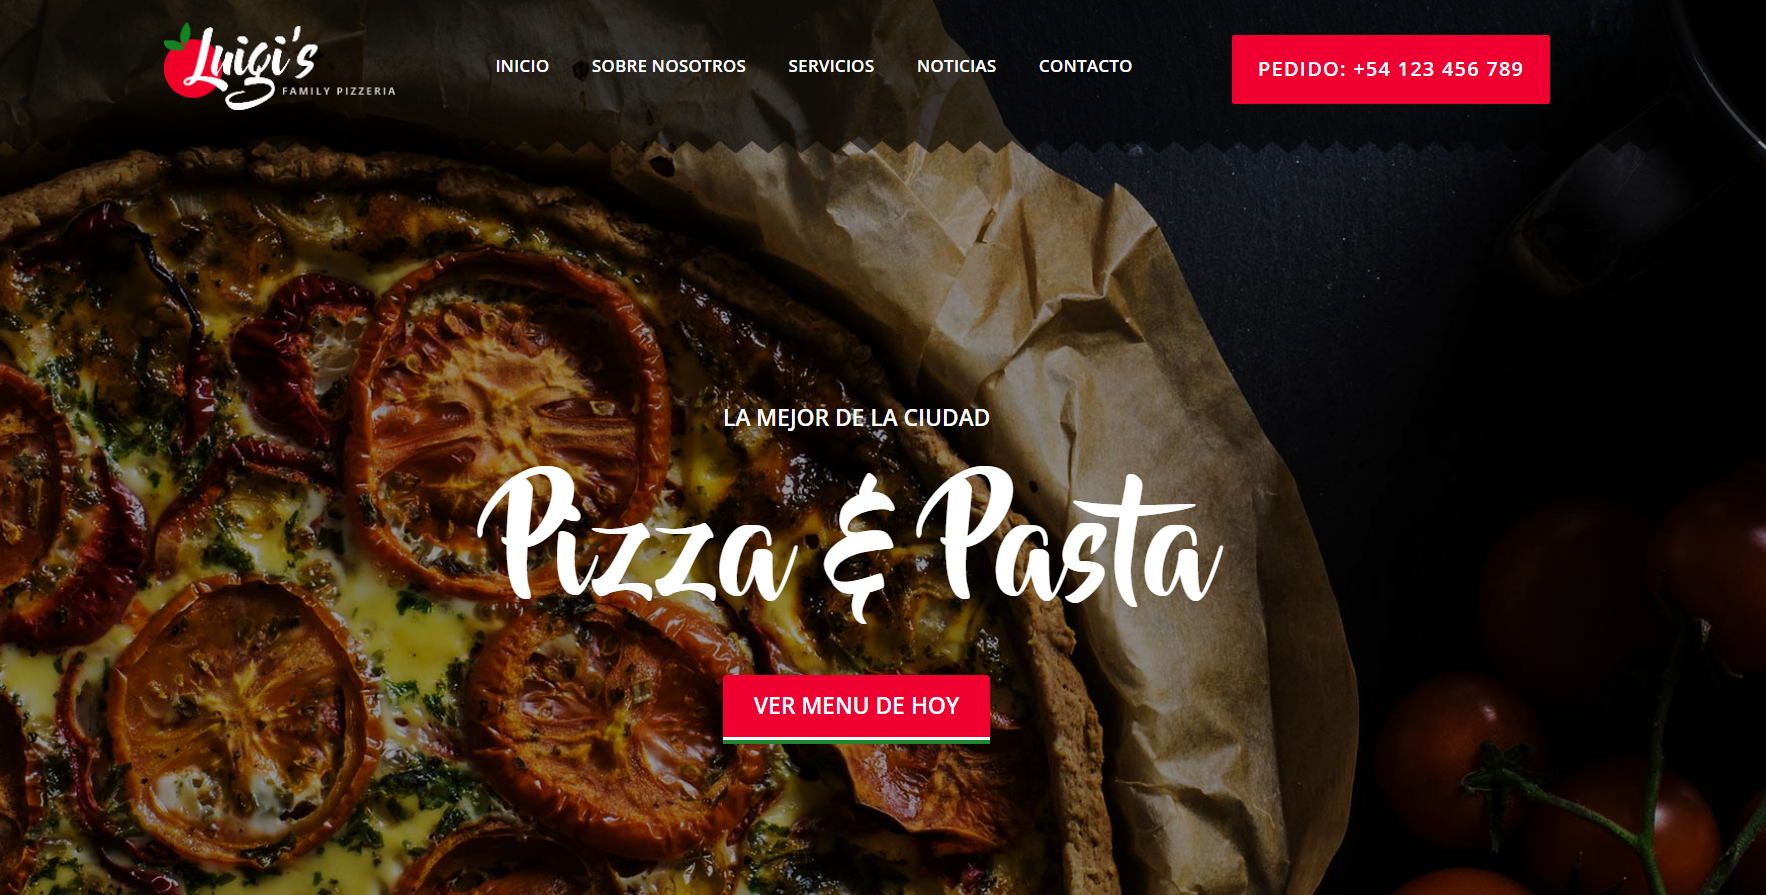 Luigi's
FAMILY PIZZERIA
INICIO
SOBRE NOSOTROS
SERVICIOS
NOTICIAS
CONTACTO
PEDIDO: +54 123 456 789
LA MEJOR DE LA CIUDAD
Pizza & Pasta
VER MENU DE HOY